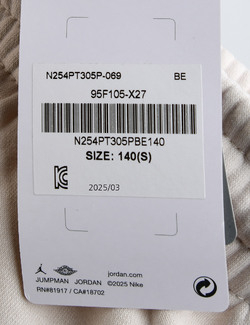 N254PT305P-069 BE
95F105-X27
N254PT305PBE140
SIZE: 140(S)
2025/03
jordan.com
JUMPMAN JORDAN ©2025 Nike
RN#81917 / CA#18702